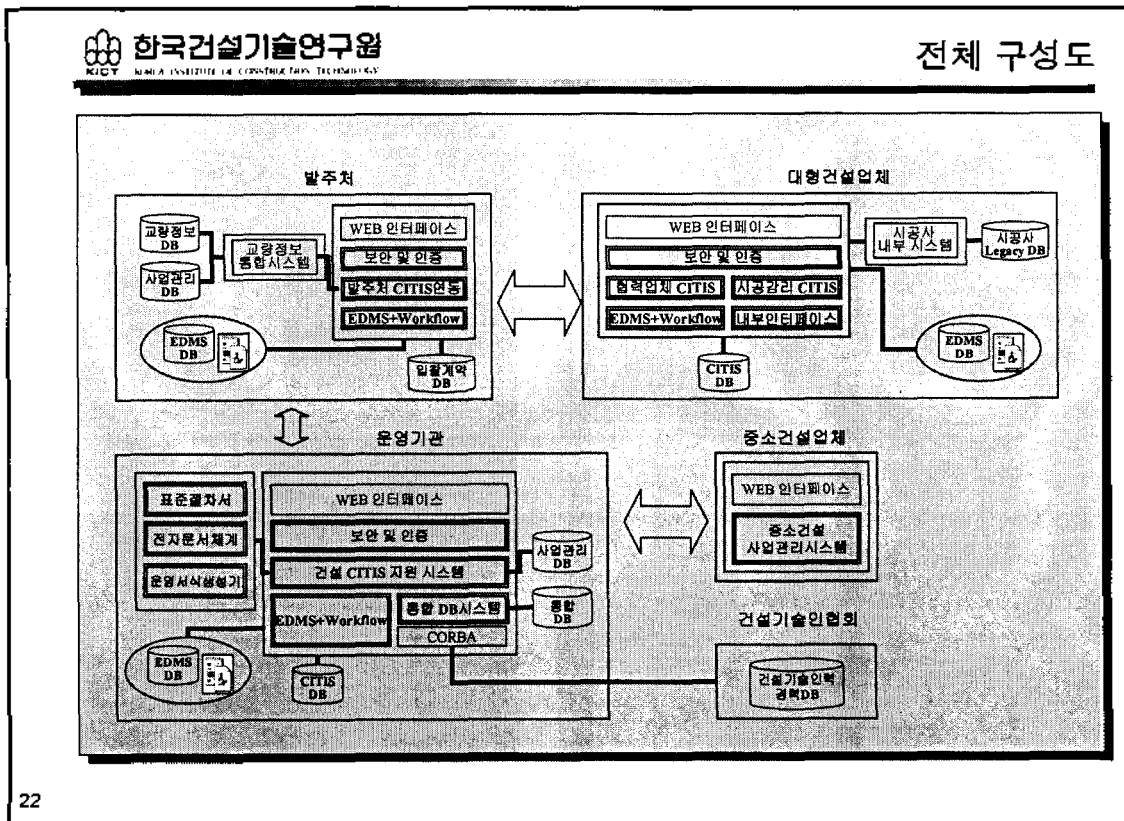 한국건설기술연구원
KICT
KOREA INSTITUTE OF CONSTRUCTION TECHNOLOGY
전체 구성도
발주처
교량정보
DB
사업관리
DB
교량정보
통합시스템
WEB 인터페이스
보안 및 인증
발주처 CITIS연동
EDMS+Workflow
EDMS
DB
입찰계약
DB
대형건설업체
WEB 인터페이스
보안 및 인증
협력업체 CITIS
시공감리 CITIS
EDMS+Workflow
내부인터페이스
시공사
내부 시스템
시공사
Legacy DB
CITIS
DB
EDMS
DB
운영기관
표준절차서
전자문서체계
운영서식생성기
WEB 인터페이스
보안 및 인증
건설 CITIS 지원 시스템
EDMS+Workflow
통합 DB시스템
CORBA
사업관리
DB
통합
DB
EDMS
DB
CITIS
DB
중소건설업체
WEB 인터페이스
중소건설
사업관리시스템
건설기술인협회
건설기술인력
경력DB
22